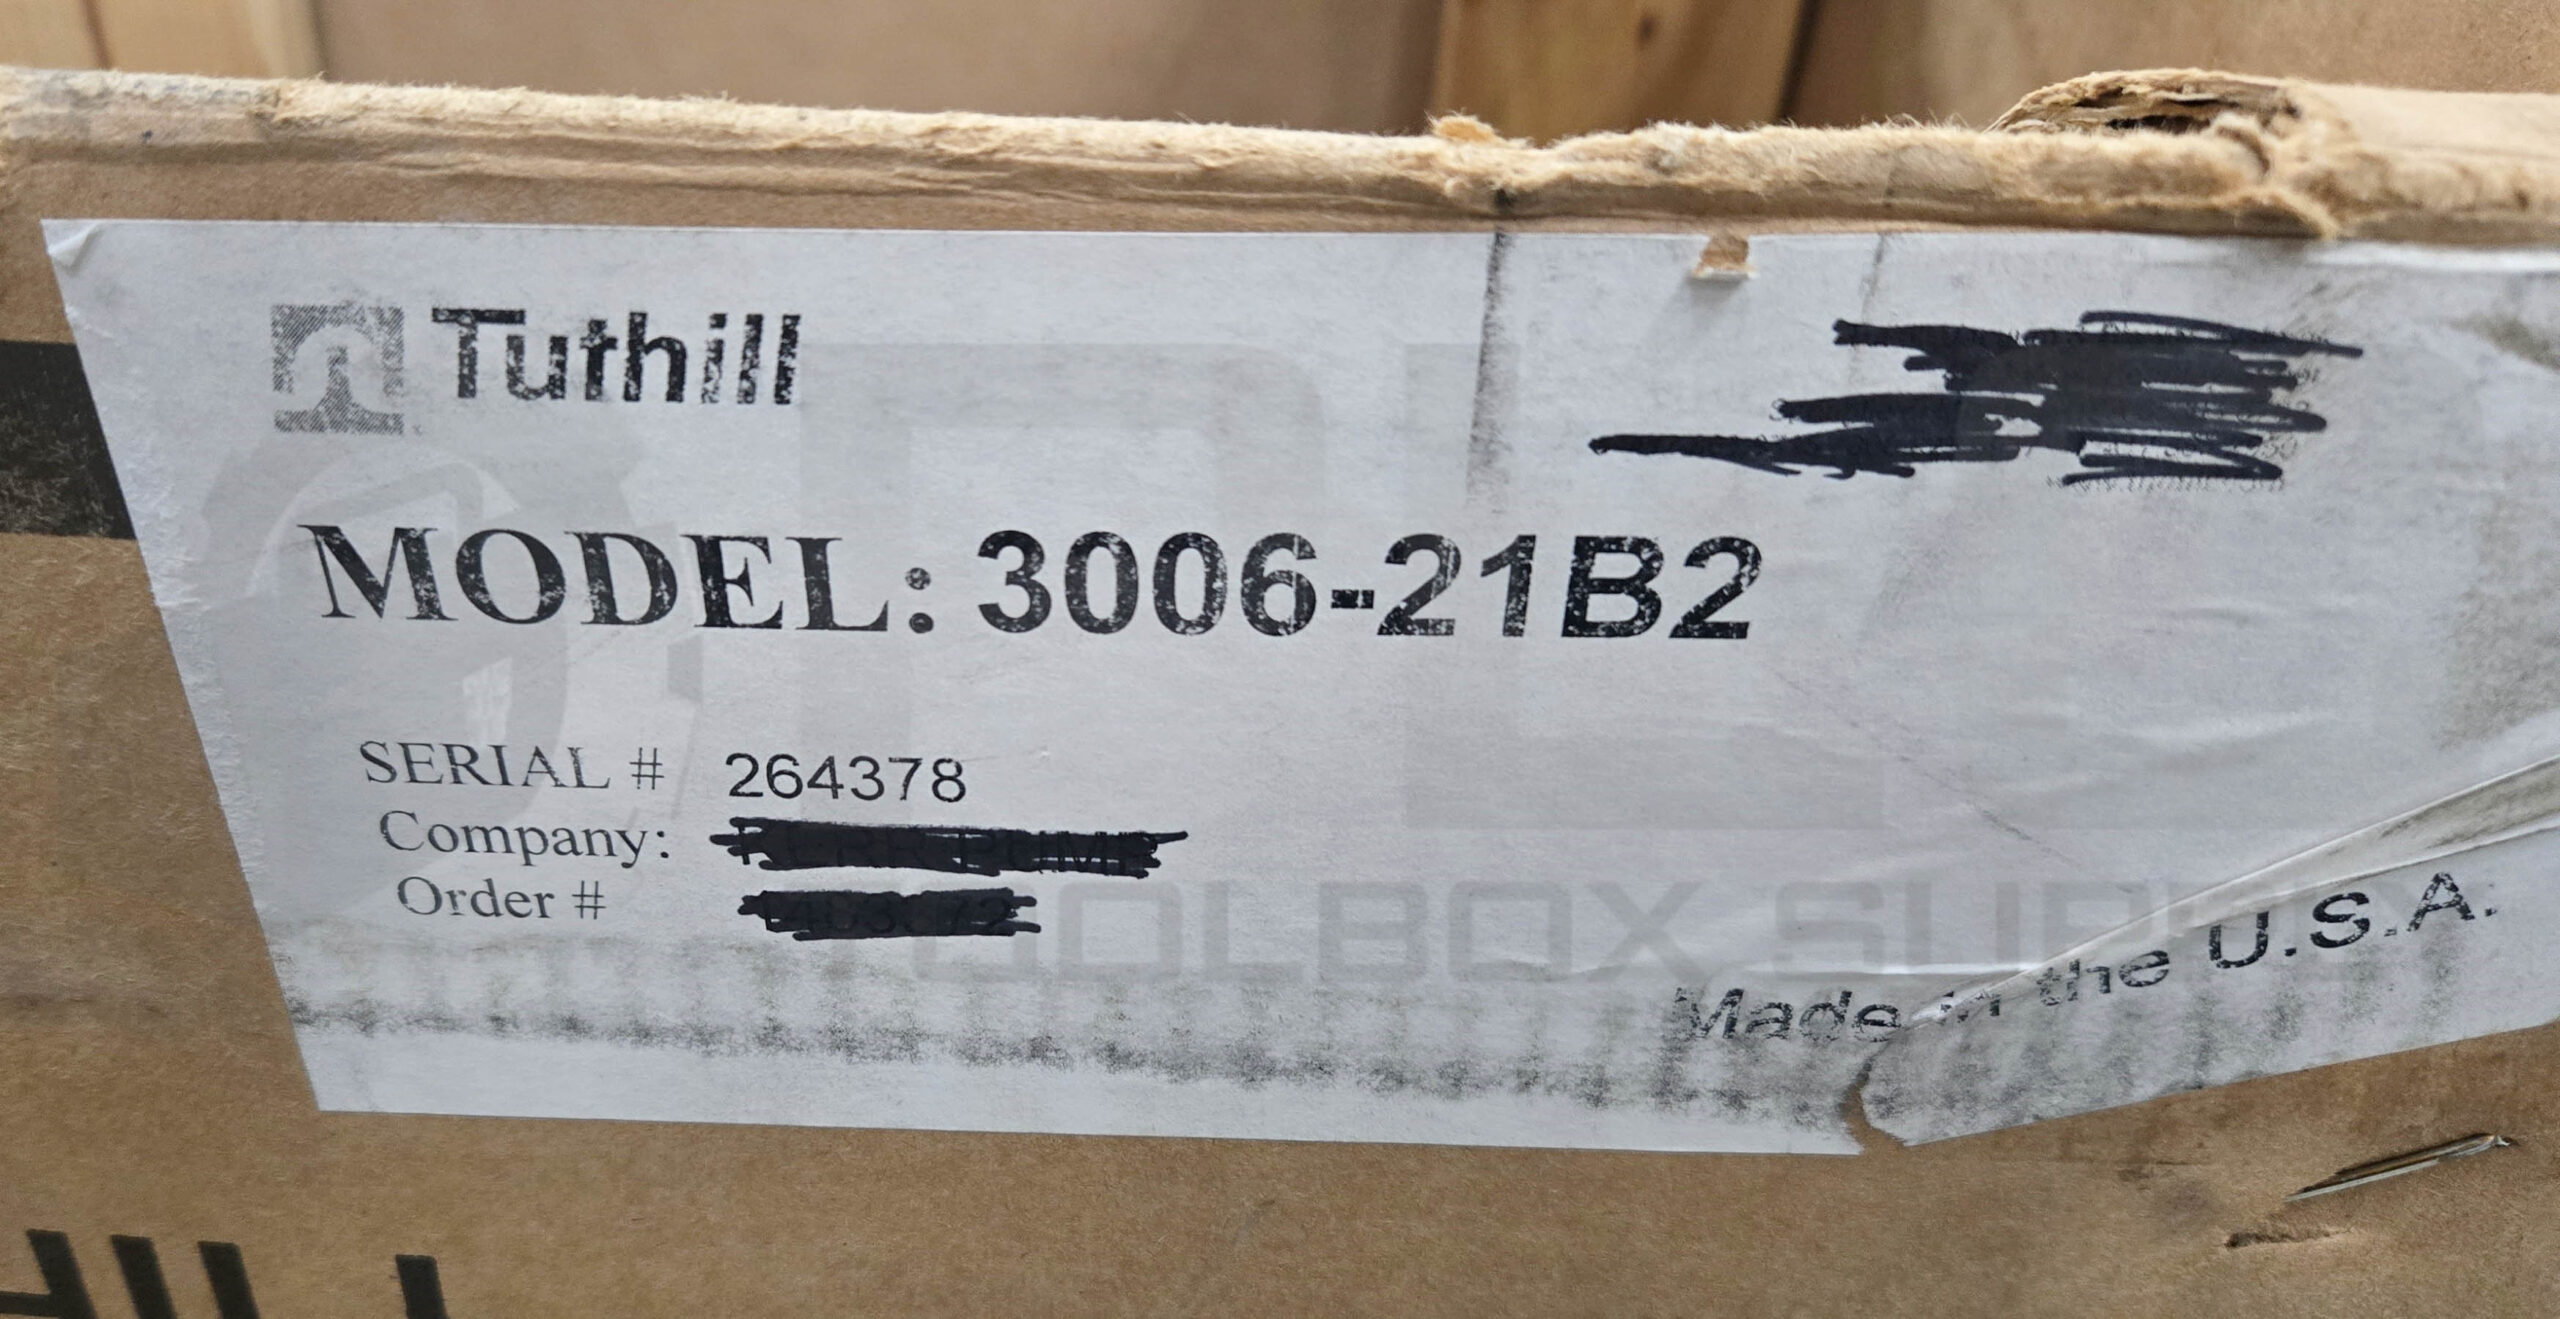 Tuthill
MODEL: 3006-21B2
SERIAL # 264378
Company:
Order #
Made in the U.S.A.